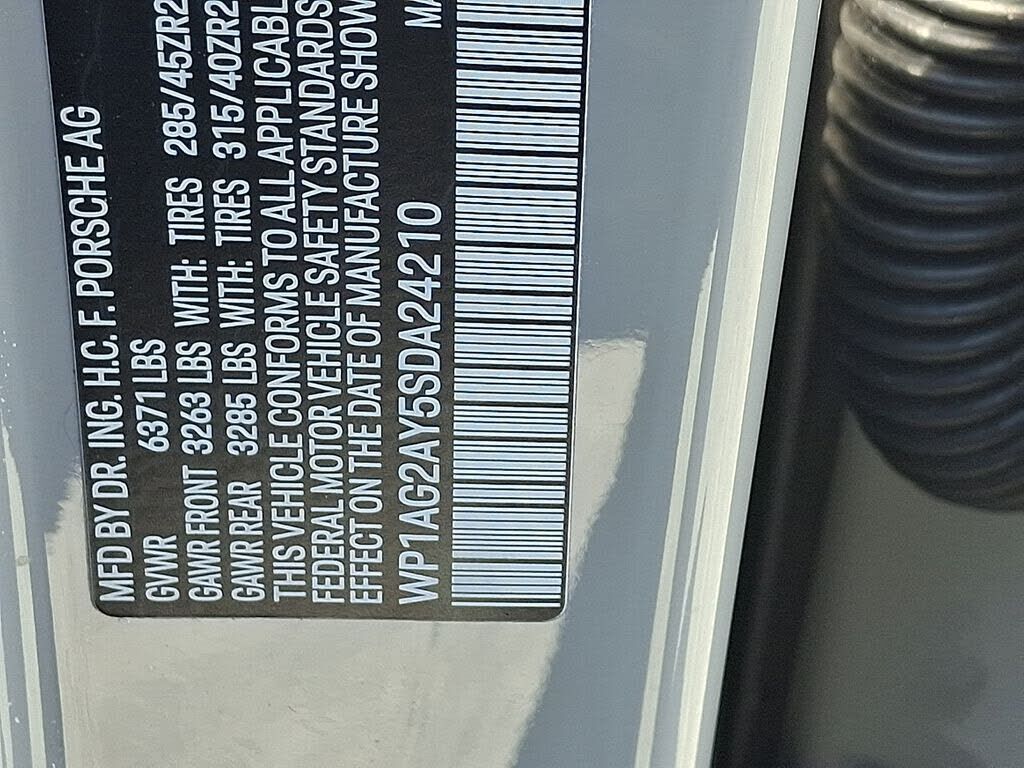 MFD BY DR. ING. H.C. F. PORSCHE AG
GVWR 6371 LBS
GAWR FRONT 3263 LBS WITH: TIRES 285/45ZR2
GAWR REAR 3285 LBS WITH: TIRES 315/40ZR2
THIS VEHICLE CONFORMS TO ALL APPLICABLE
FEDERAL MOTOR VEHICLE SAFETY STANDARDS
EFFECT ON THE DATE OF MANUFACTURE SHOW
WP1AG2AY5SDA24210 MA